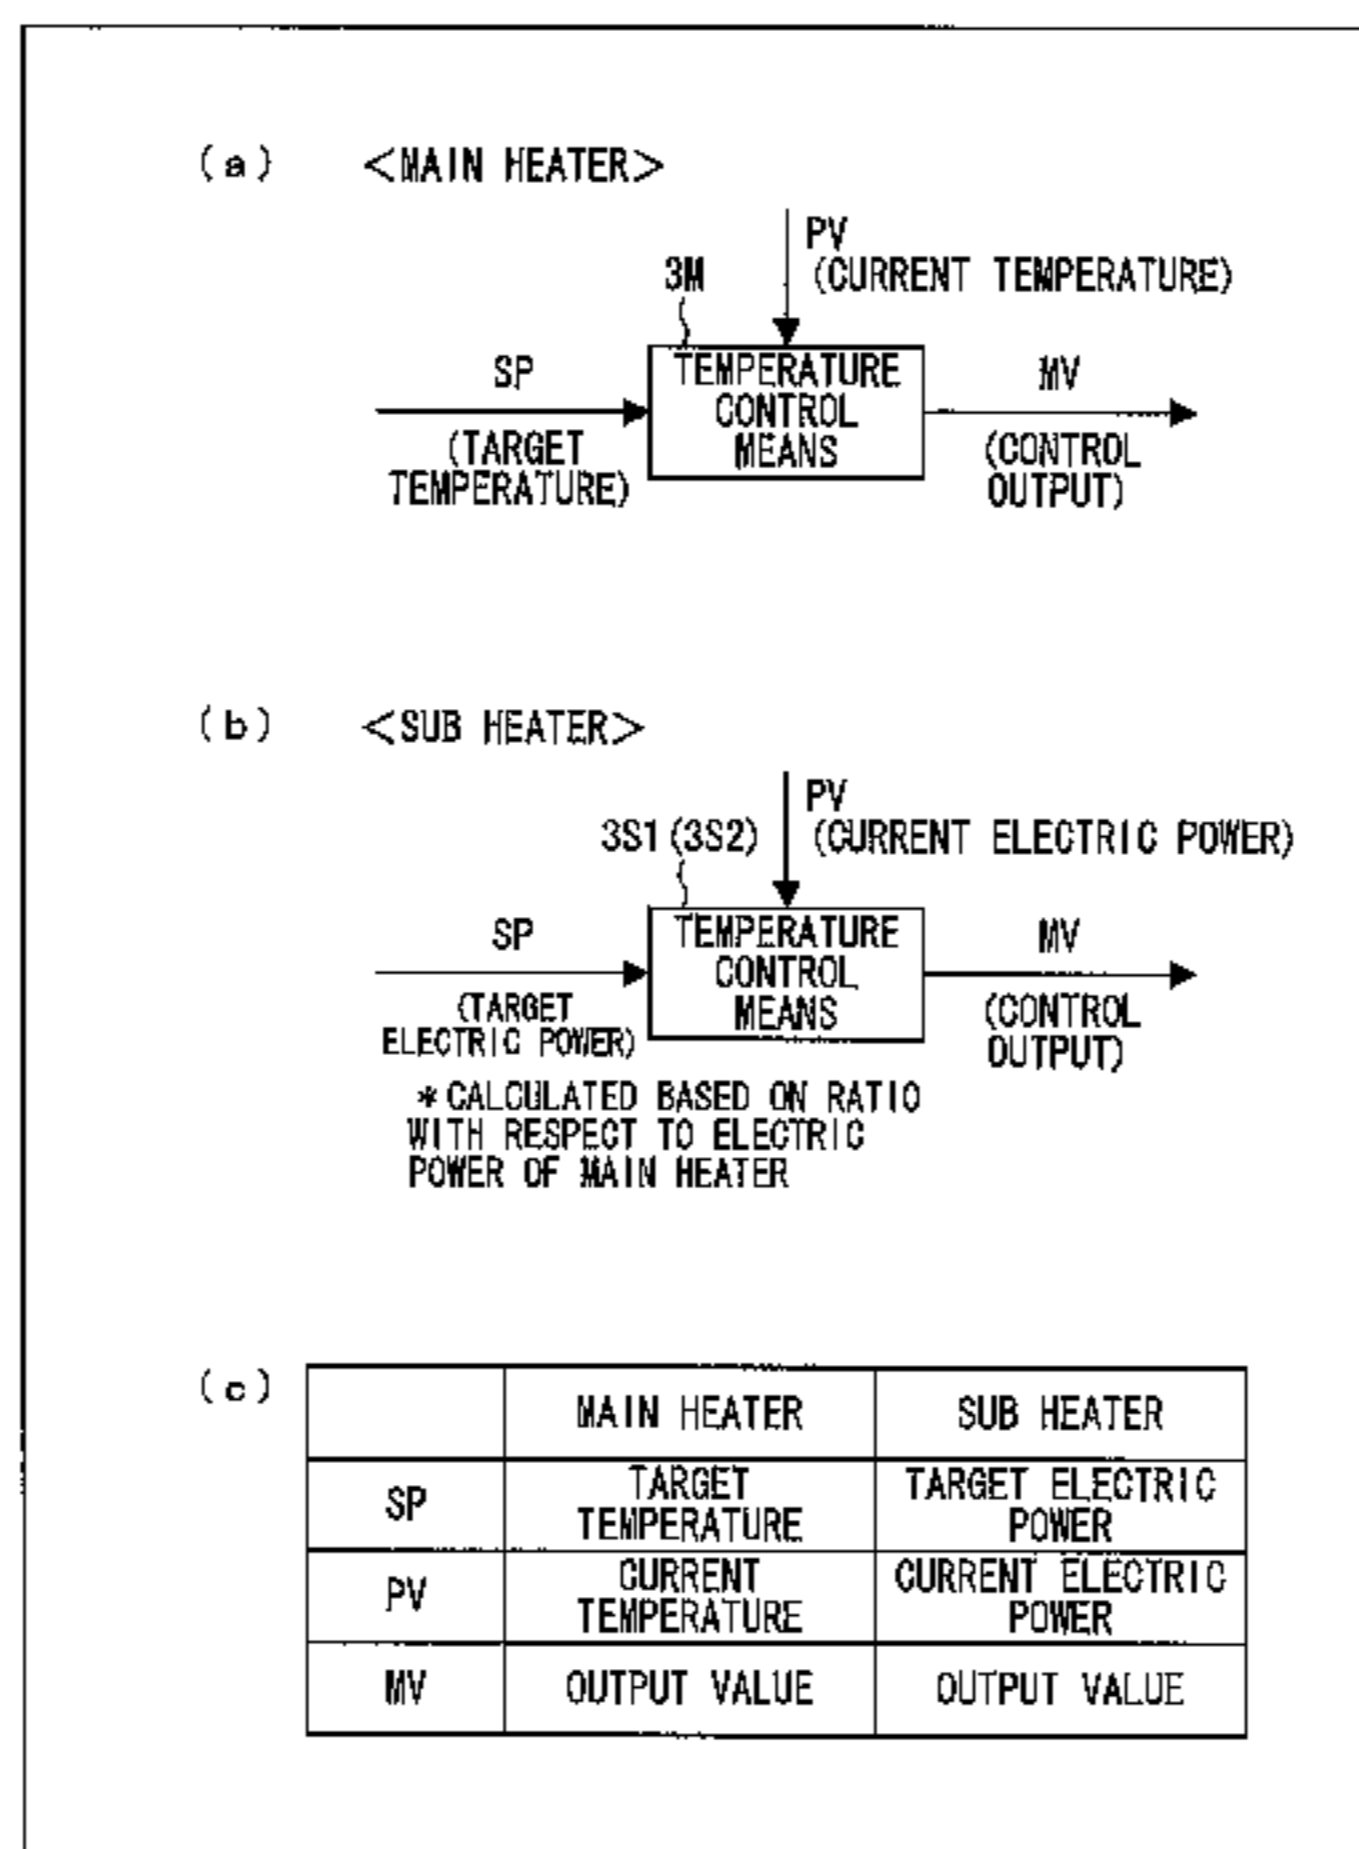 (a) <MAIN HEATER>
PV
3M (CURRENT TEMPERATURE)
SP TEMPERATURE MV
CONTROL
(TARGET MEANS (CONTROL
TEMPERATURE) OUTPUT)
(b) <SUB HEATER>
PV
3S1(3S2) (CURRENT ELECTRIC POWER)
SP TEMPERATURE MV
CONTROL
(TARGET MEANS (CONTROL
ELECTRIC POWER) OUTPUT)
*CALCULATED BASED ON RATIO
WITH RESPECT TO ELECTRIC
POWER OF MAIN HEATER
(c) MAIN HEATER SUB HEATER
SP TARGET TEMPERATURE TARGET ELECTRIC POWER
PV CURRENT TEMPERATURE CURRENT ELECTRIC POWER
MV OUTPUT VALUE OUTPUT VALUE